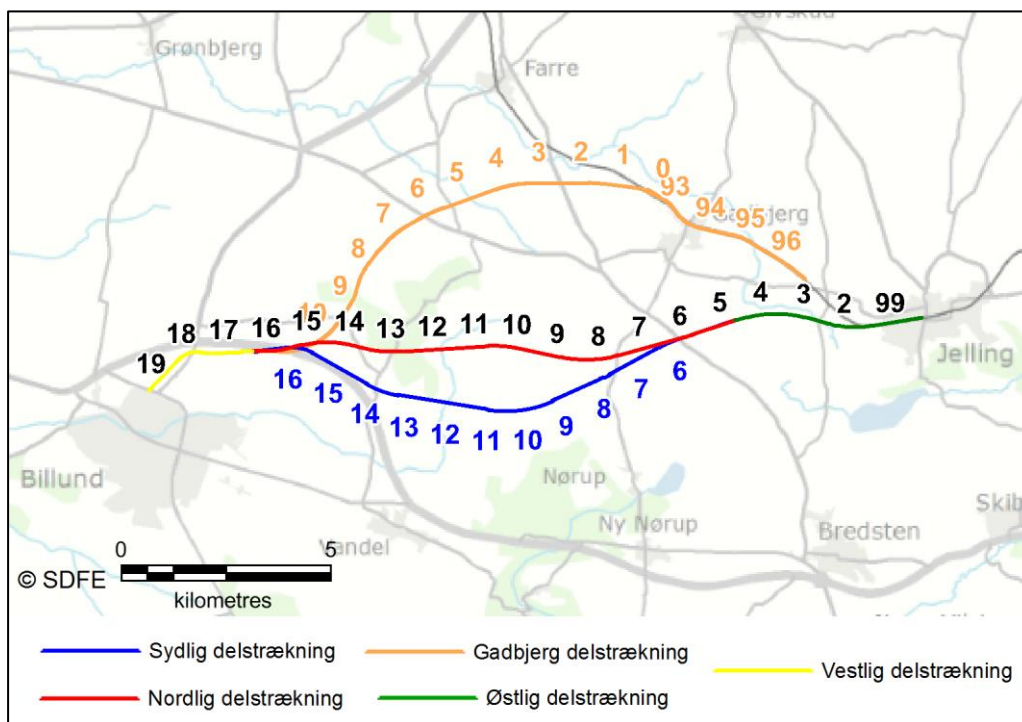 Grønbjerg
Givskud
Farre
4 3 2 1 0
5
6
7
93
94
95
96
8
9
10
Gadbjerg
19 18 17 16 15 14 13 12 11 10 9 8 7 6 5 4 3 2 99
Jelling
16 15 14 13 12 11 10 9 8 7 6
Billund
Nørup
Ny Nørup
Bredsten
Vandel
0 5
© SDFE
kilometres
Sydlig delstrækning Gadbjerg delstrækning Vestlig delstrækning
Nordlig delstrækning Østlig delstrækning